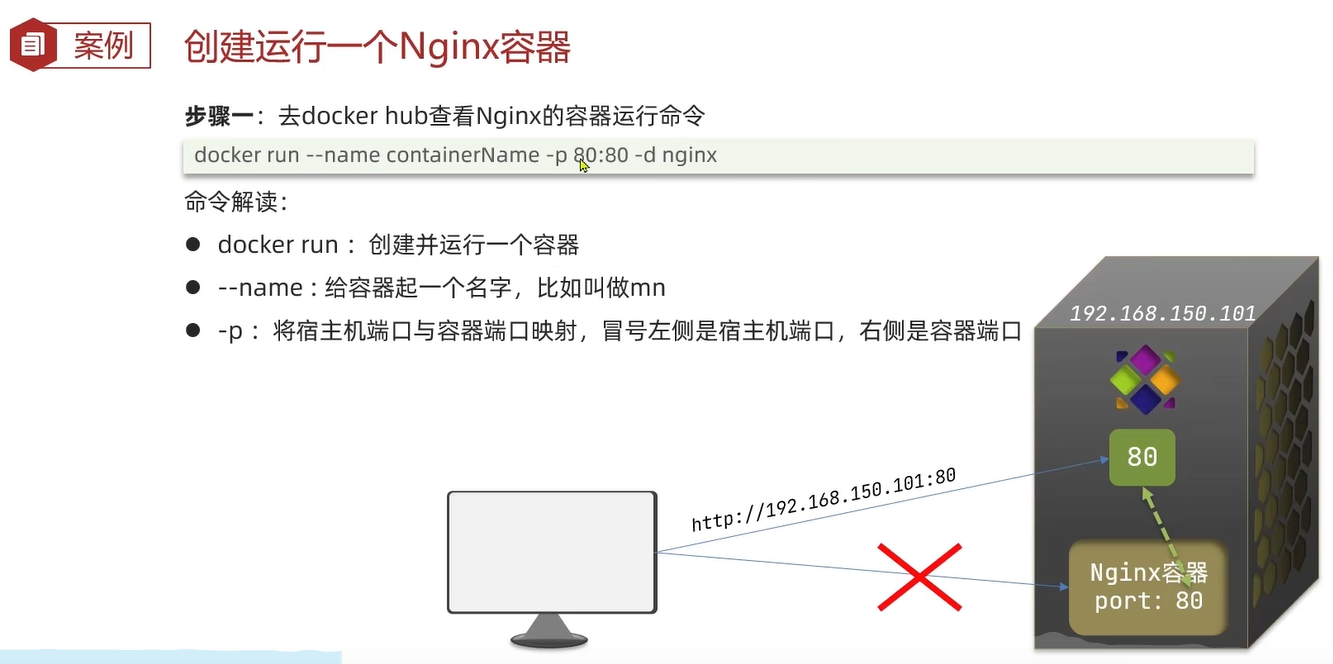 案例
创建运行一个Nginx容器
步骤一：去docker hub查看Nginx的容器运行命令
docker run --name containerName -p 80:80 -d nginx
命令解读：
● docker run ：创建并运行一个容器
● --name : 给容器起一个名字，比如叫做mn
● -p ：将宿主机端口与容器端口映射，冒号左侧是宿主机端口，右侧是容器端口
192.168.150.101
80
http://192.168.150.101:80
Nginx容器
port: 80